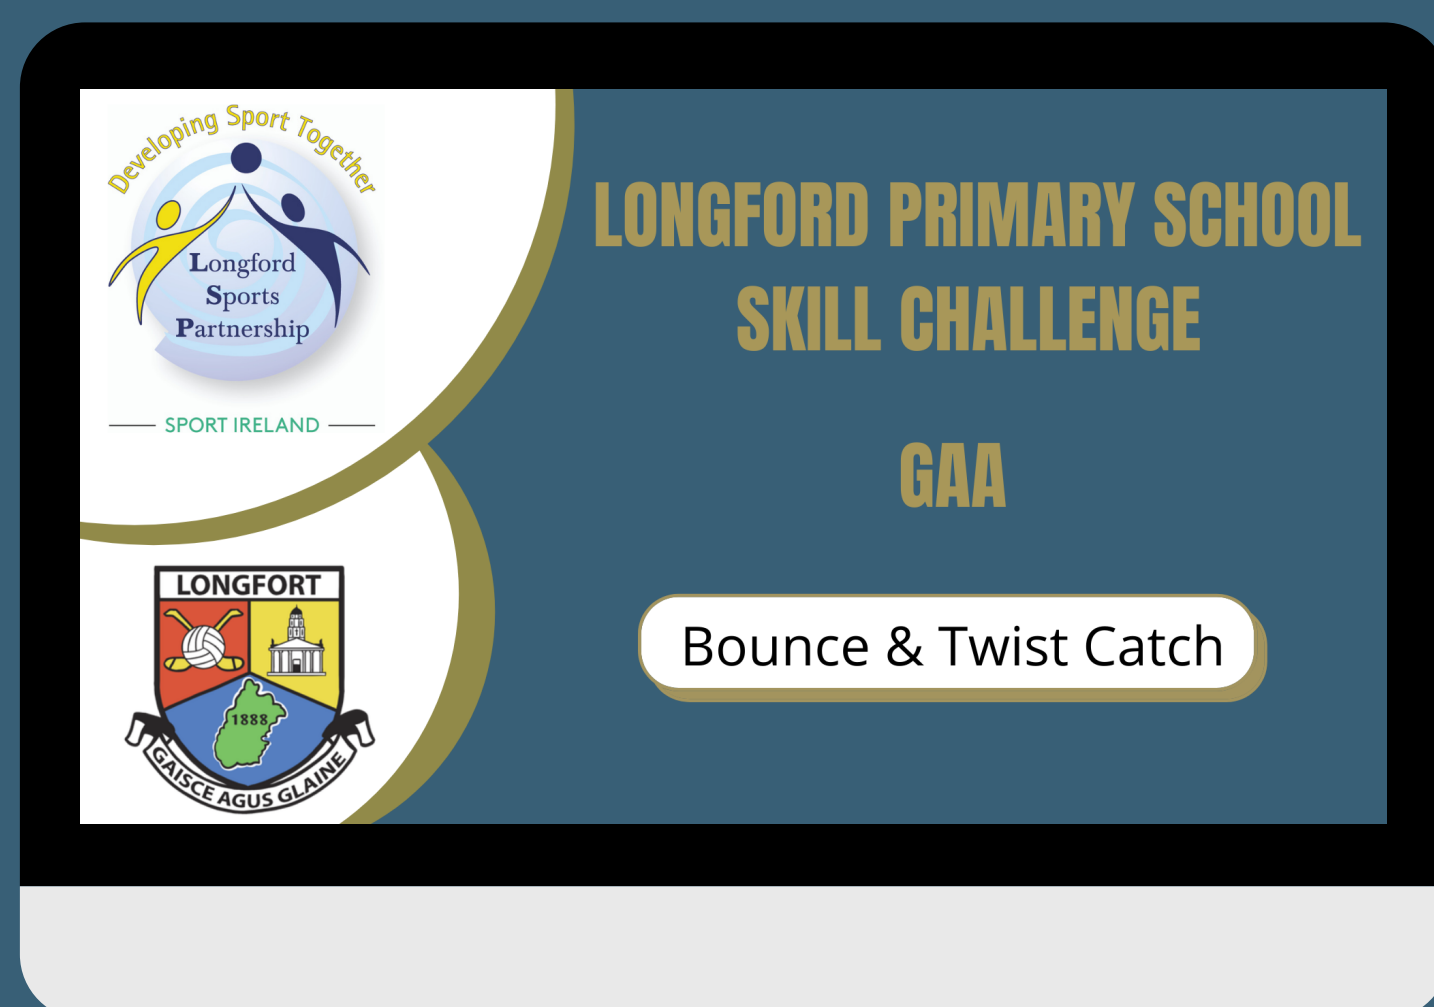 Developing Sport Together
Longford
Sports
Partnership
SPORT IRELAND
LONGFORD PRIMARY SCHOOL
SKILL CHALLENGE
GAA
Bounce & Twist Catch
LONGFORT
1888
GAISCE AGUS GLAINE